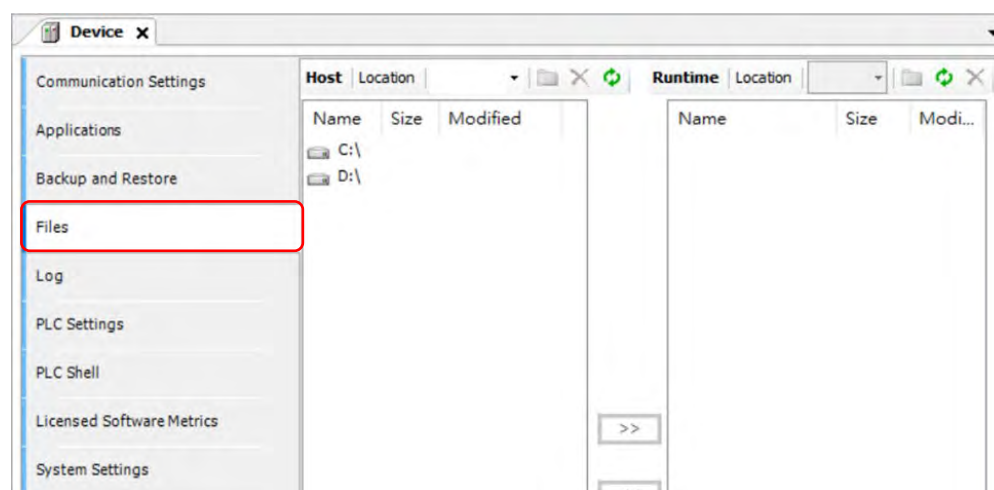 Device
Communication Settings
Applications
Backup and Restore
Files
Log
PLC Settings
PLC Shell
Licensed Software Metrics
System Settings
Host Location
Name Size Modified
C:\
D:\
>>
Runtime Location
Name Size Modi...